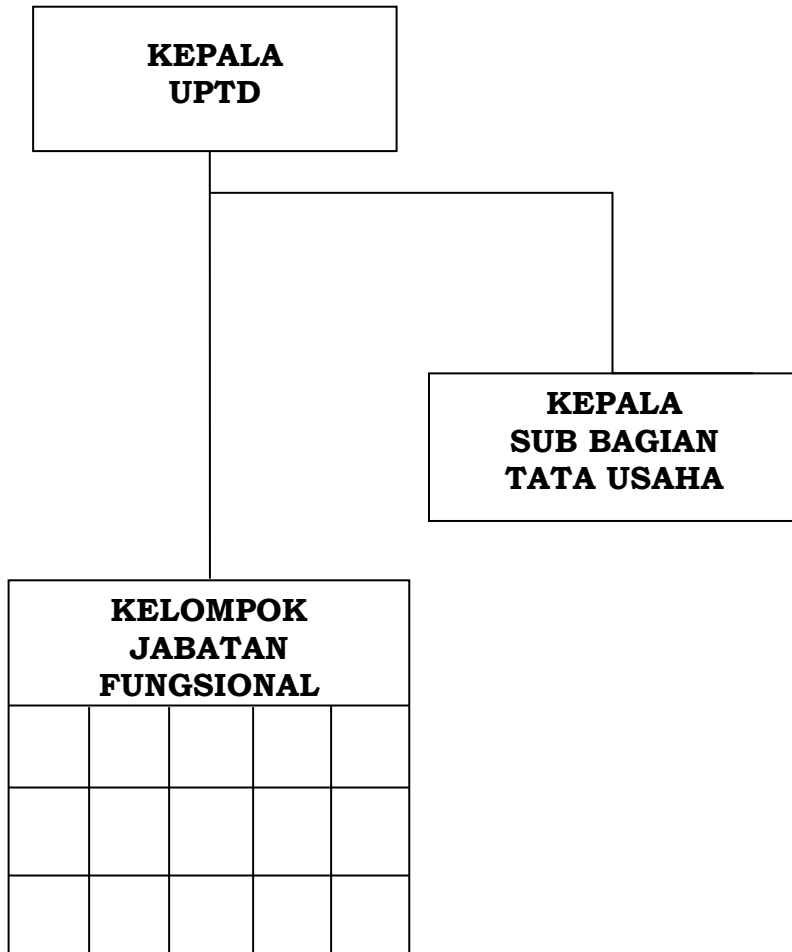 KEPALA
UPTD
KEPALA
SUB BAGIAN
TATA USAHA
KELOMPOK
JABATAN
FUNGSIONAL